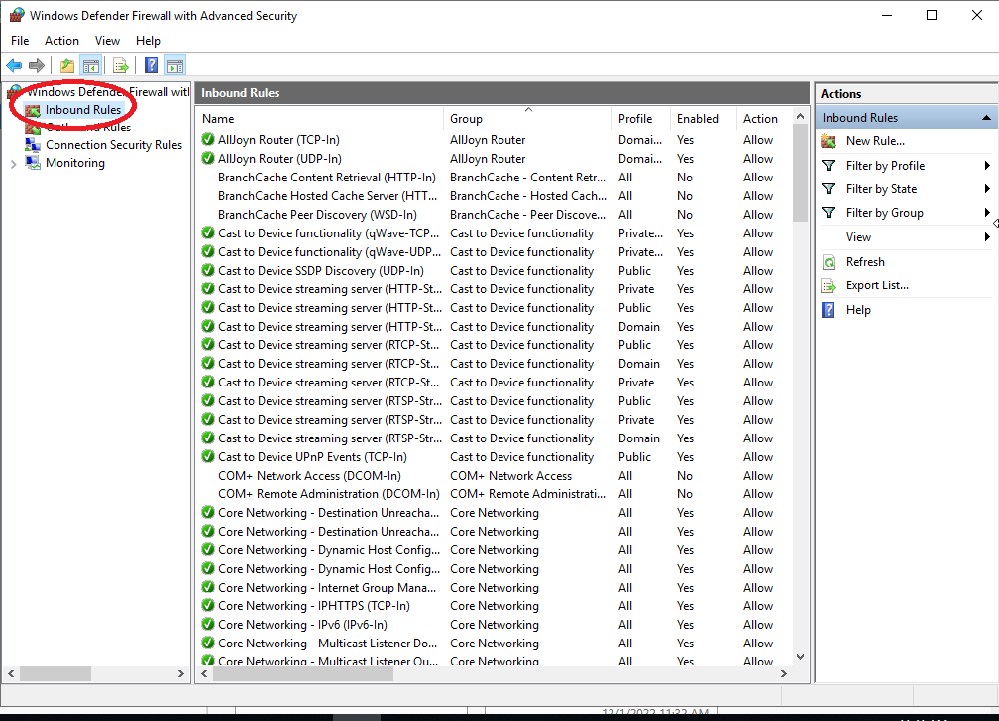 Windows Defender Firewall with Advanced Security
File Action View Help
Windows Defender Firewall with
Inbound Rules
Outbound Rules
Connection Security Rules
Monitoring
Inbound Rules
Name Group Profile Enabled Action
AllJoyn Router (TCP-In) AllJoyn Router Domai... Yes Allow
AllJoyn Router (UDP-In) AllJoyn Router Domai... Yes Allow
BranchCache Content Retrieval (HTTP-In) BranchCache - Content Retr... All No Allow
BranchCache Hosted Cache Server (HTT... BranchCache - Hosted Cach... All No Allow
BranchCache Peer Discovery (WSD-In) BranchCache - Peer Discove... All No Allow
Cast to Device functionality (qWave-TCP... Cast to Device functionality Private... Yes Allow
Cast to Device functionality (qWave-UDP... Cast to Device functionality Private... Yes Allow
Cast to Device SSDP Discovery (UDP-In) Cast to Device functionality Public Yes Allow
Cast to Device streaming server (HTTP-St... Cast to Device functionality Private Yes Allow
Cast to Device streaming server (HTTP-St... Cast to Device functionality Public Yes Allow
Cast to Device streaming server (HTTP-St... Cast to Device functionality Domain Yes Allow
Cast to Device streaming server (RTCP-St... Cast to Device functionality Public Yes Allow
Cast to Device streaming server (RTCP-St... Cast to Device functionality Domain Yes Allow
Cast to Device streaming server (RTCP-St... Cast to Device functionality Private Yes Allow
Cast to Device streaming server (RTSP-Str... Cast to Device functionality Public Yes Allow
Cast to Device streaming server (RTSP-Str... Cast to Device functionality Private Yes Allow
Cast to Device streaming server (RTSP-Str... Cast to Device functionality Domain Yes Allow
Cast to Device UPnP Events (TCP-In) Cast to Device functionality Public Yes Allow
COM+ Network Access (DCOM-In) COM+ Network Access All No Allow
COM+ Remote Administration (DCOM-In) COM+ Remote Administrati... All No Allow
Core Networking - Destination Unreacha... Core Networking All Yes Allow
Core Networking - Destination Unreacha... Core Networking All Yes Allow
Core Networking - Dynamic Host Config... Core Networking All Yes Allow
Core Networking - Dynamic Host Config... Core Networking All Yes Allow
Core Networking - Internet Group Mana... Core Networking All Yes Allow
Core Networking - IPHTTPS (TCP-In) Core Networking All Yes Allow
Core Networking - IPv6 (IPv6-In) Core Networking All Yes Allow
Core Networking - Multicast Listener Do... Core Networking All Yes Allow
Core Networking - Multicast Listener Qu... Core Networking All Yes Allow
Actions
Inbound Rules
New Rule...
Filter by Profile
Filter by State
Filter by Group
View
Refresh
Export List...
Help
12/1/2022 11:32 AM